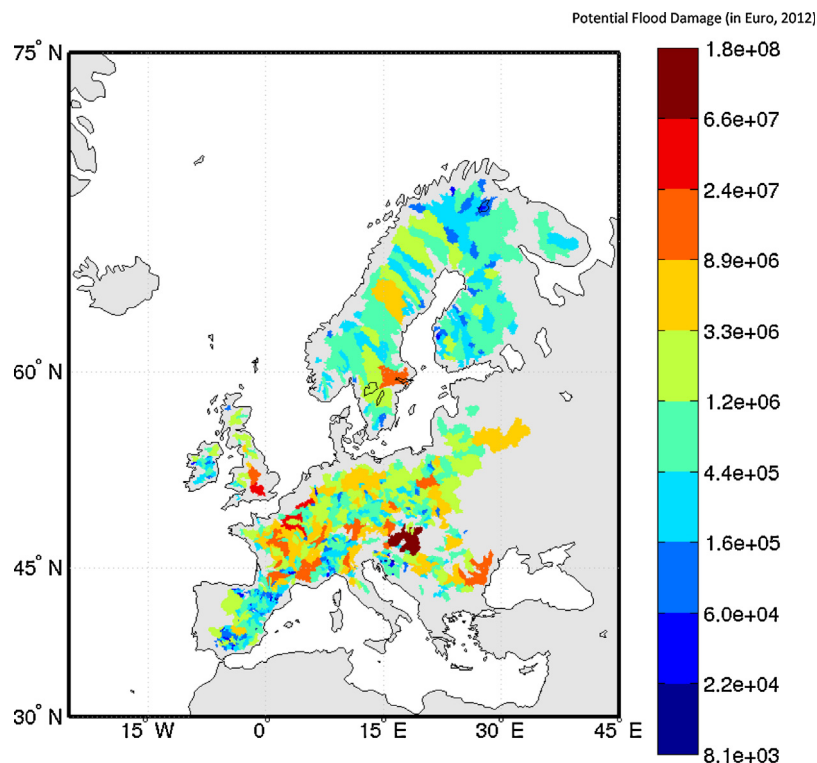 Potential Flood Damage (in Euro, 2012)
75° N
60° N
45° N
30° N
15 W
0
15 E
30 E
45 E
1.8e+08
6.6e+07
2.4e+07
8.9e+06
3.3e+06
1.2e+06
4.4e+05
1.6e+05
6.0e+04
2.2e+04
8.1e+03